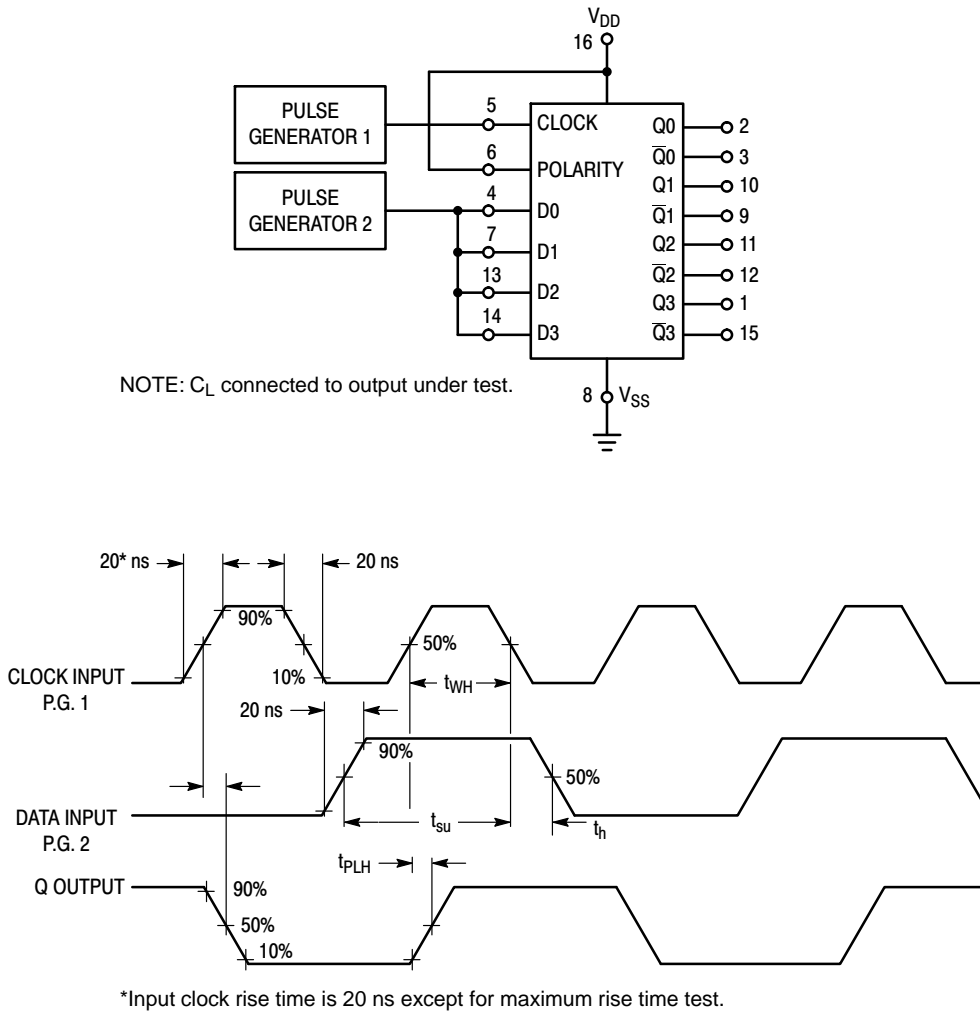 VDD
16
PULSE
GENERATOR 1
5
CLOCK
6
POLARITY
PULSE
GENERATOR 2
4
D0
7
D1
13
D2
14
D3
Q0 2
Q̅0 3
Q1 10
Q̅1 9
Q2 11
Q̅2 12
Q3 1
Q̅3 15
NOTE: CL connected to output under test.
8 VSS
20* ns
20 ns
90%
50%
CLOCK INPUT
P.G. 1
10%
tWH
20 ns
90%
50%
DATA INPUT
P.G. 2
tsu
th
tPLH
Q OUTPUT
90%
50%
10%
*Input clock rise time is 20 ns except for maximum rise time test.